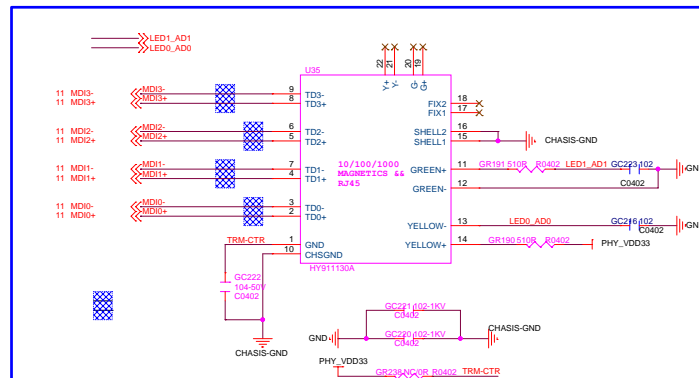 LED1_AD1
LED0_AD0
U35
22 21 20 19
Y+ Y- G- G+
11 MDI3- MDI3- 9 TD3-
11 MDI3+ MDI3+ 8 TD3+
11 MDI2- MDI2- 6 TD2-
11 MDI2+ MDI2+ 5 TD2+
11 MDI1- MDI1- 7 TD1-
11 MDI1+ MDI1+ 4 TD1+
11 MDI0- MDI0- 3 TD0-
11 MDI0+ MDI0+ 2 TD0+
TRM-CTR 1 GND
10 CHSGND
10/100/1000
MAGNETICS &&
RJ45
FIX2 18
FIX1 17
SHELL2 16
SHELL1 15
CHASIS-GND
GREEN+ 11 GR191 510R R0402 LED1_AD1 GC223 102 GND
C0402
GREEN- 12
YELLOW- 13 LED0_AD0 GC216 102 GND
C0402
YELLOW+ 14 GR190 510R R0402 PHY_VDD33
HY911130A
GC222
104-50V
C0402
CHASIS-GND
GC221 102-1KV
C0402
GND CHASIS-GND
GC220 102-1KV
C0402
PHY_VDD33
GR238 NC/0R R0402 TRM-CTR